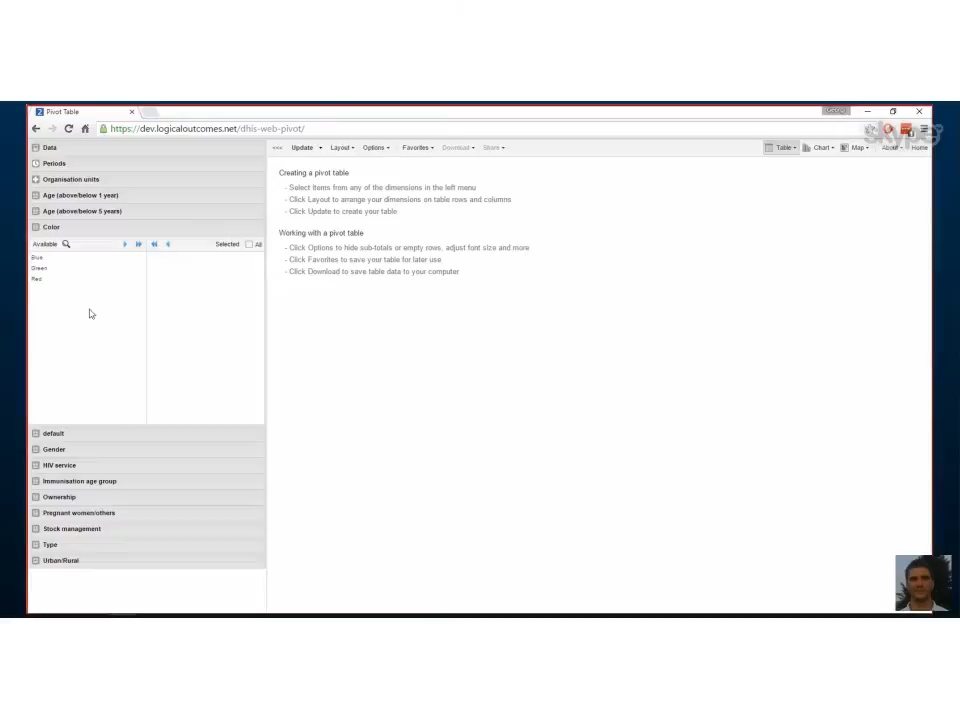 Pivot Table
https://dev.logicaloutcomes.net/dhis-web-pivot/
skype
Data
<<< Update Layout Options Favorites Download Share Table Chart Map About Home
Periods
Organisation units
Age (above/below 1 year)
Age (above/below 5 years)
Color
Available Selected All
Blue
Green
Red
default
Gender
HIV service
Immunisation age group
Ownership
Pregnant women/others
Stock management
Type
Urban/Rural
Creating a pivot table
- Select items from any of the dimensions in the left menu
- Click Layout to arrange your dimensions on table rows and columns
- Click Update to create your table
Working with a pivot table
- Click Options to hide sub-totals or empty rows, adjust font size and more
- Click Favorites to save your table for later use
- Click Download to save table data to your computer